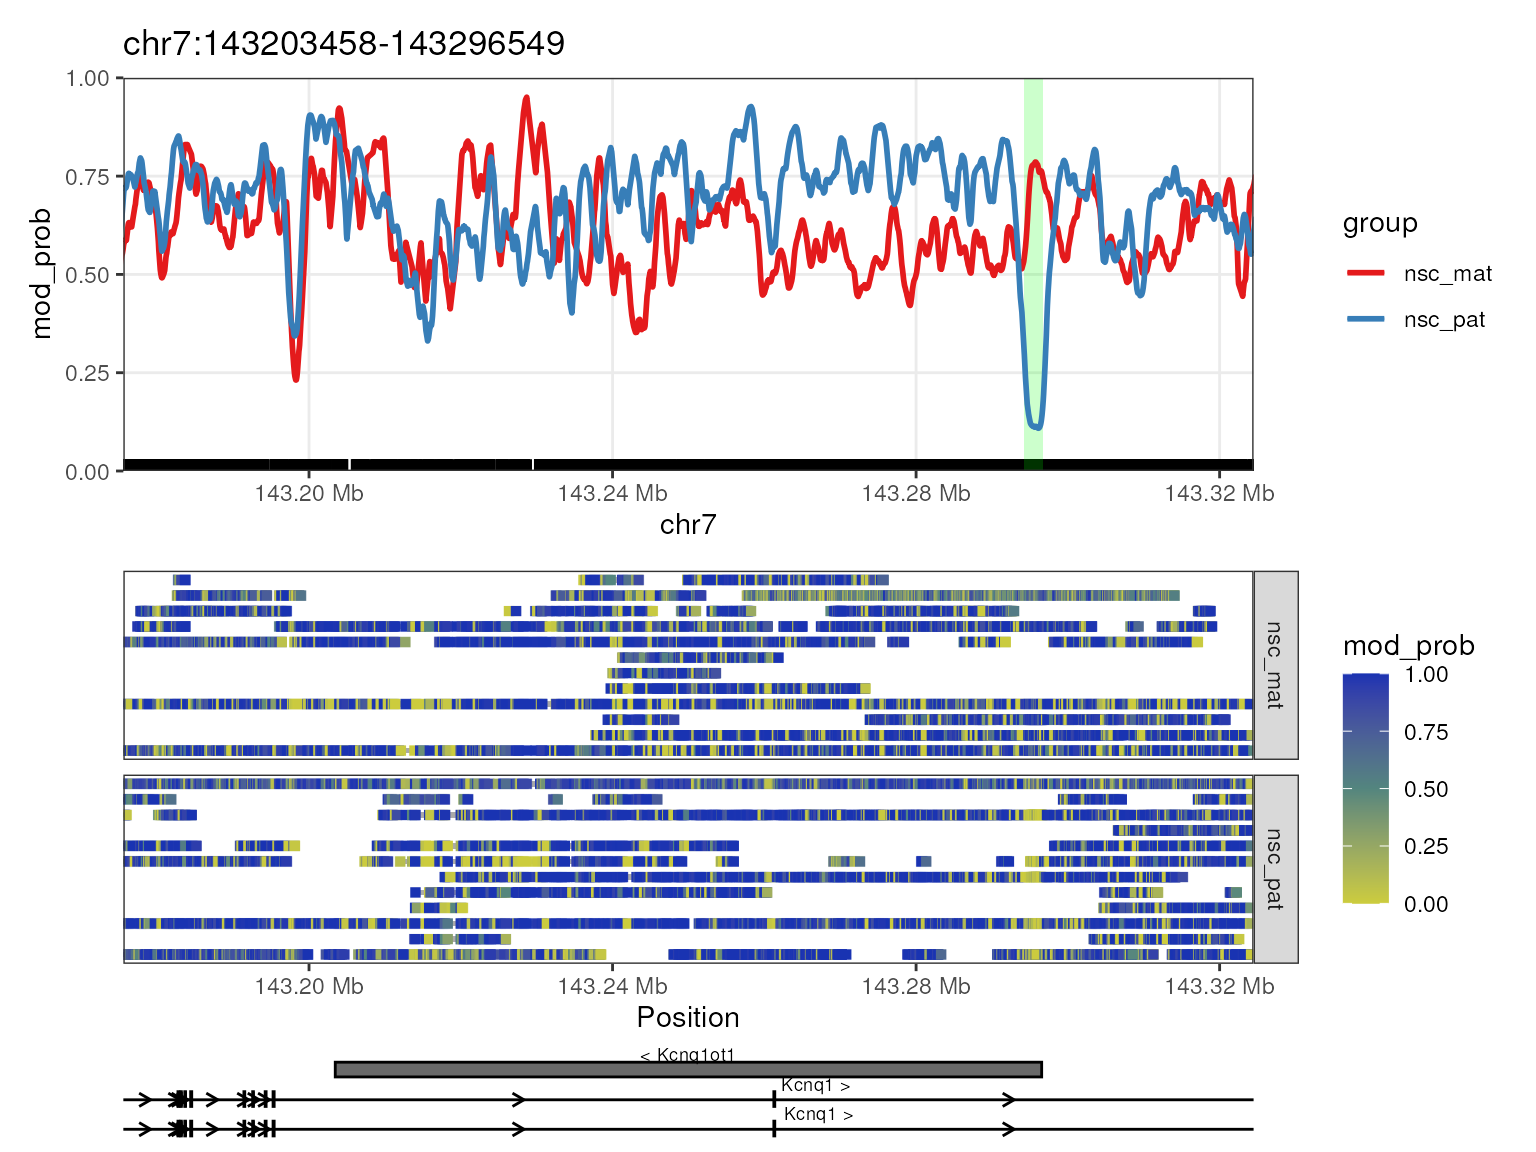 chr7:143203458-143296549
1.00
0.75
0.50
0.25
0.00
mod_prob
143.20 Mb 143.24 Mb 143.28 Mb 143.32 Mb
chr7
group
nsc_mat
nsc_pat
nsc_mat
nsc_pat
mod_prob
1.00
0.75
0.50
0.25
0.00
143.20 Mb 143.24 Mb 143.28 Mb 143.32 Mb
Position
< Kcnq1ot1
Kcnq1 >
Kcnq1 >